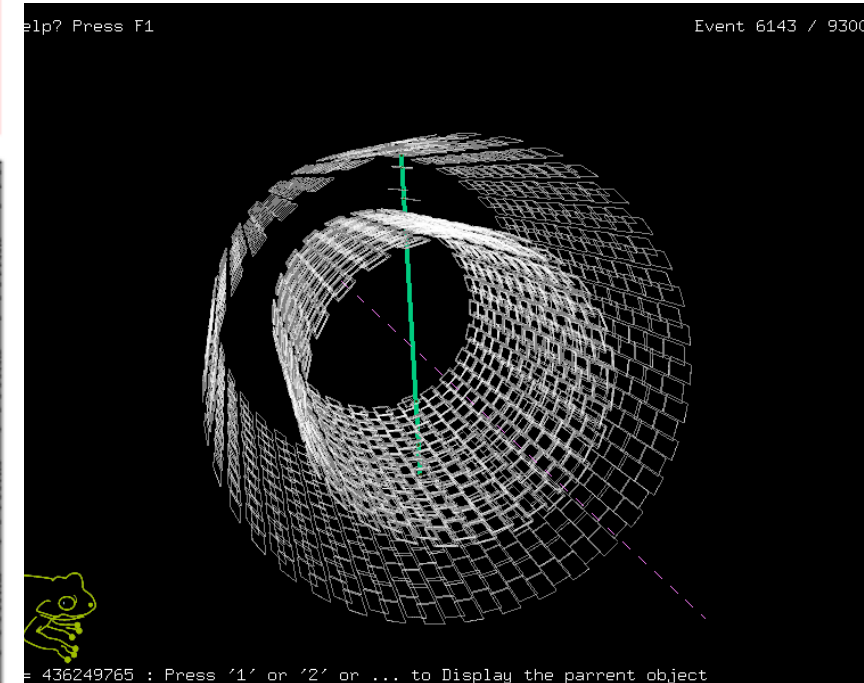 elp? Press F1
Event 6143 / 9300
= 436249765 : Press '1' or '2' or ... to Display the parrent object